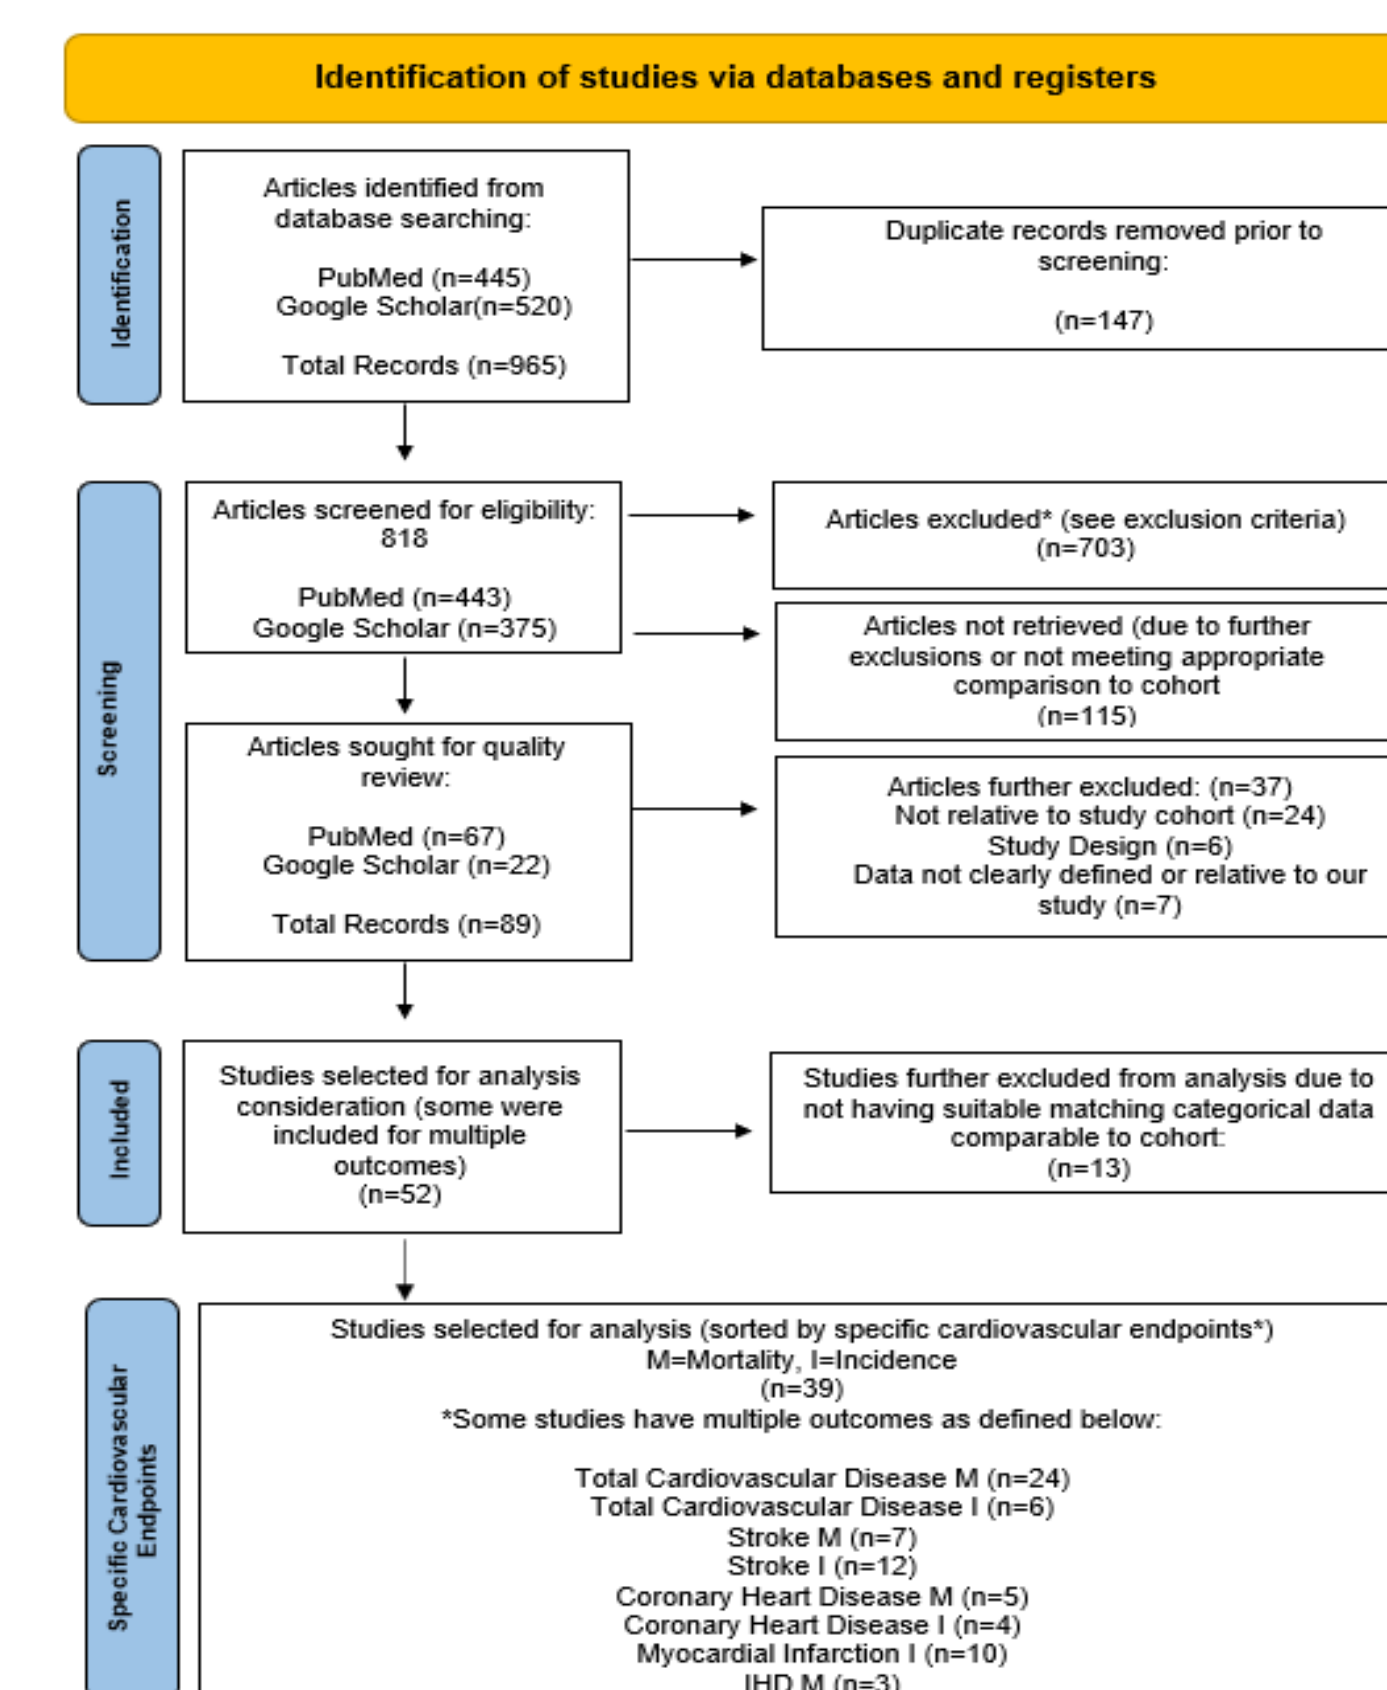 Identification of studies via databases and registers
Identification
Articles identified from
database searching:
PubMed (n=445)
Google Scholar(n=520)
Total Records (n=965)
Duplicate records removed prior to
screening:
(n=147)
Screening
Articles screened for eligibility:
818
PubMed (n=443)
Google Scholar (n=375)
Articles excluded* (see exclusion criteria)
(n=703)
Articles not retrieved (due to further
exclusions or not meeting appropriate
comparison to cohort
(n=115)
Articles sought for quality
review:
PubMed (n=67)
Google Scholar (n=22)
Total Records (n=89)
Articles further excluded: (n=37)
Not relative to study cohort (n=24)
Study Design (n=6)
Data not clearly defined or relative to our
study (n=7)
Included
Studies selected for analysis
consideration (some were
included for multiple
outcomes)
(n=52)
Studies further excluded from analysis due to
not having suitable matching categorical data
comparable to cohort:
(n=13)
Specific Cardiovascular
Endpoints
Studies selected for analysis (sorted by specific cardiovascular endpoints*)
M=Mortality, I=Incidence
(n=39)
*Some studies have multiple outcomes as defined below:
Total Cardiovascular Disease M (n=24)
Total Cardiovascular Disease I (n=6)
Stroke M (n=7)
Stroke I (n=12)
Coronary Heart Disease M (n=5)
Coronary Heart Disease I (n=4)
Myocardial Infarction I (n=10)
IHD M (n=3)